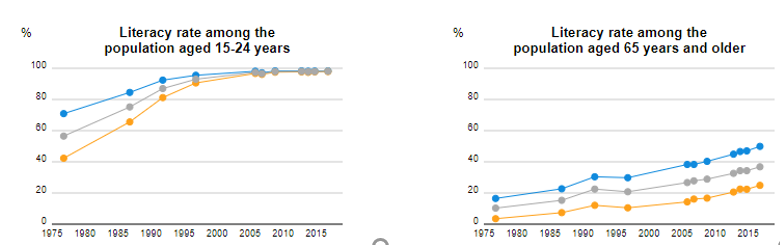 %
Literacy rate among the
population aged 15-24 years
100
80
60
40
20
0
1975 1980 1985 1990 1995 2000 2005 2010 2015
%
Literacy rate among the
population aged 65 years and older
100
80
60
40
20
0
1975 1980 1985 1990 1995 2000 2005 2010 2015